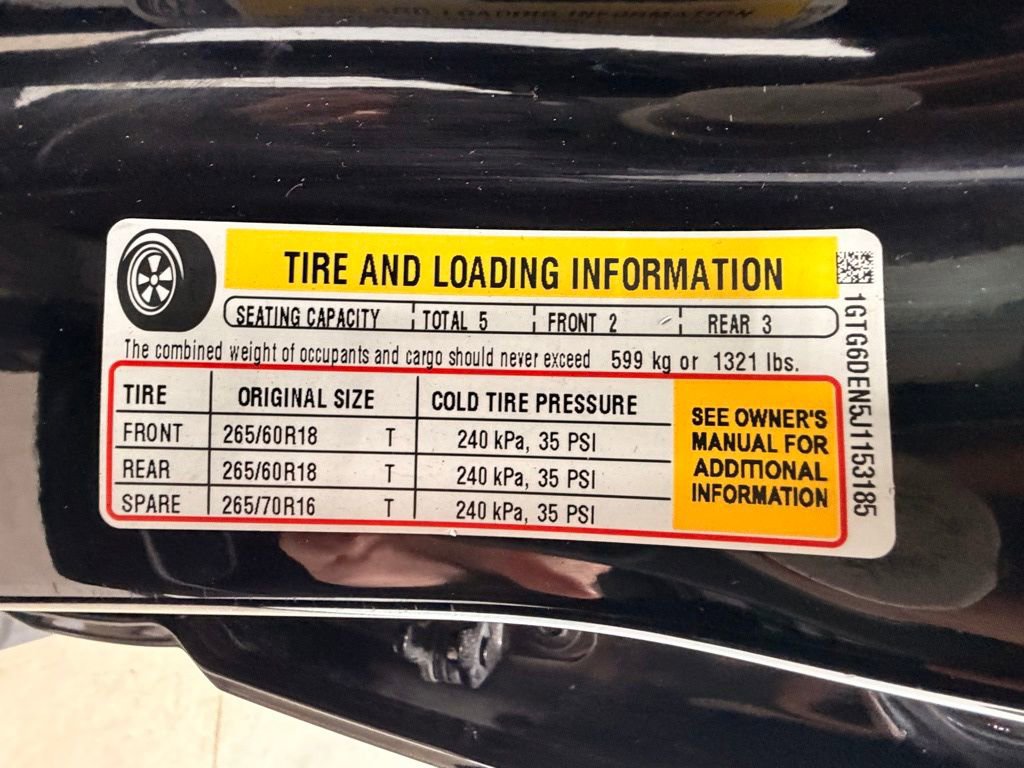 TIRE AND LOADING INFORMATION
SEATING CAPACITY TOTAL 5 FRONT 2 REAR 3
The combined weight of occupants and cargo should never exceed 599 kg or 1321 lbs.
TIRE ORIGINAL SIZE COLD TIRE PRESSURE
FRONT 265/60R18 T 240 kPa, 35 PSI
REAR 265/60R18 T 240 kPa, 35 PSI
SPARE 265/70R16 T 240 kPa, 35 PSI
SEE OWNER'S
MANUAL FOR
ADDITIONAL
INFORMATION
1GTG6DEN5J1153185